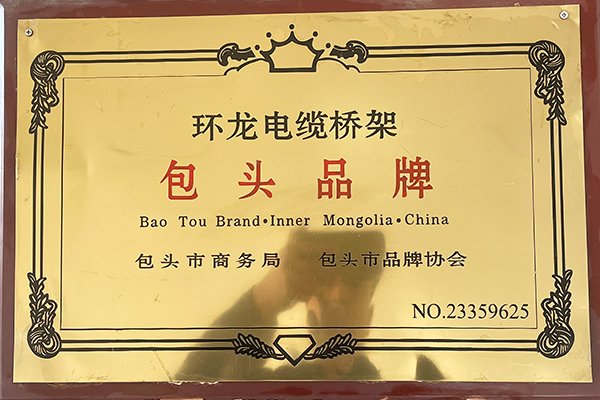 环龙电缆桥架
包头品牌
Bao Tou Brand•Inner Mongolia•China
包头市商务局 包头市品牌协会
NO.23359625